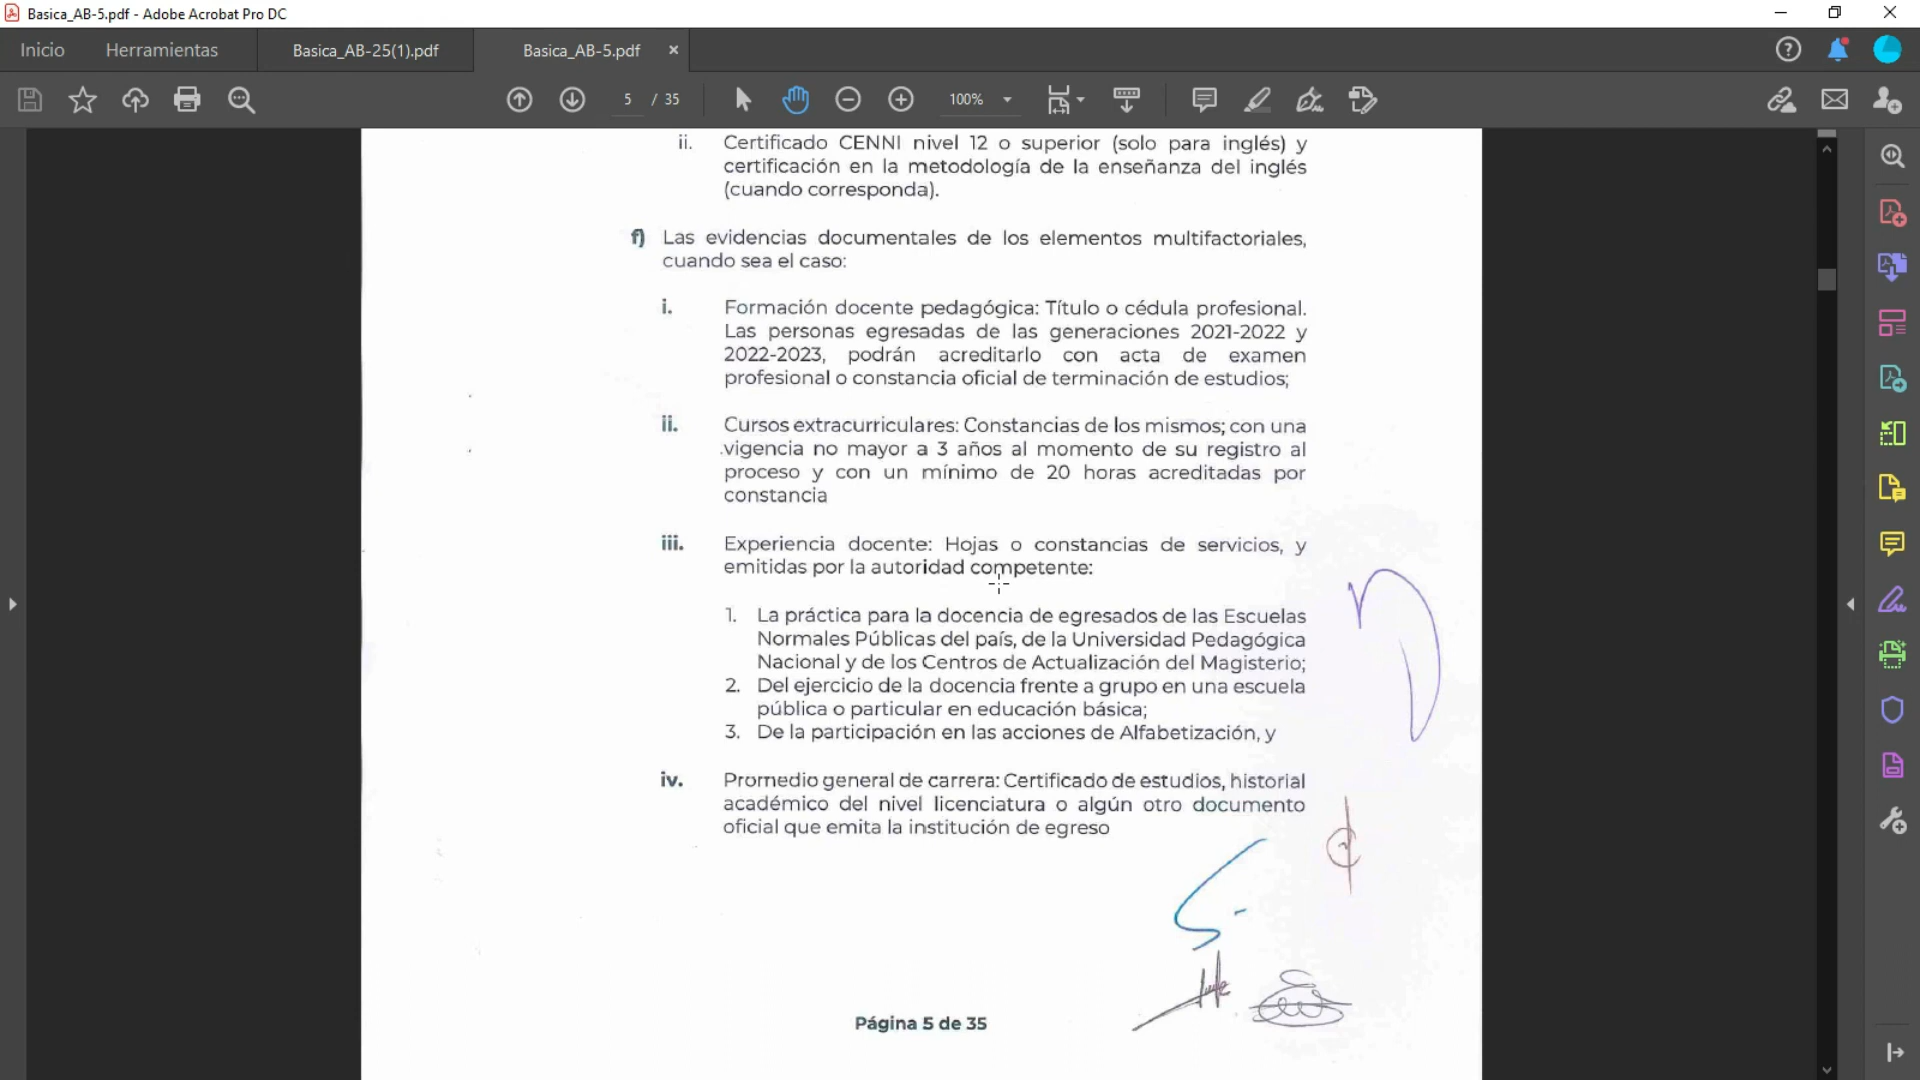 Basica_AB-5.pdf - Adobe Acrobat Pro DC
Inicio
Herramientas
Basica_AB-25(1).pdf
Basica_AB-5.pdf
5 / 35
100%
ii. Certificado CENNI nivel 12 o superior (solo para inglés) y
certificación en la metodología de la enseñanza del inglés
(cuando corresponda).
f) Las evidencias documentales de los elementos multifactoriales,
cuando sea el caso:
i. Formación docente pedagógica: Título o cédula profesional.
Las personas egresadas de las generaciones 2021-2022 y
2022-2023, podrán acreditarlo con acta de examen
profesional o constancia oficial de terminación de estudios;
ii. Cursos extracurriculares: Constancias de los mismos; con una
vigencia no mayor a 3 años al momento de su registro al
proceso y con un mínimo de 20 horas acreditadas por
constancia
iii. Experiencia docente: Hojas o constancias de servicios, y
emitidas por la autoridad competente:
1. La práctica para la docencia de egresados de las Escuelas
Normales Públicas del país, de la Universidad Pedagógica
Nacional y de los Centros de Actualización del Magisterio;
2. Del ejercicio de la docencia frente a grupo en una escuela
pública o particular en educación básica;
3. De la participación en las acciones de Alfabetización, y
iv. Promedio general de carrera: Certificado de estudios, historial
académico del nivel licenciatura o algún otro documento
oficial que emita la institución de egreso
Página 5 de 35